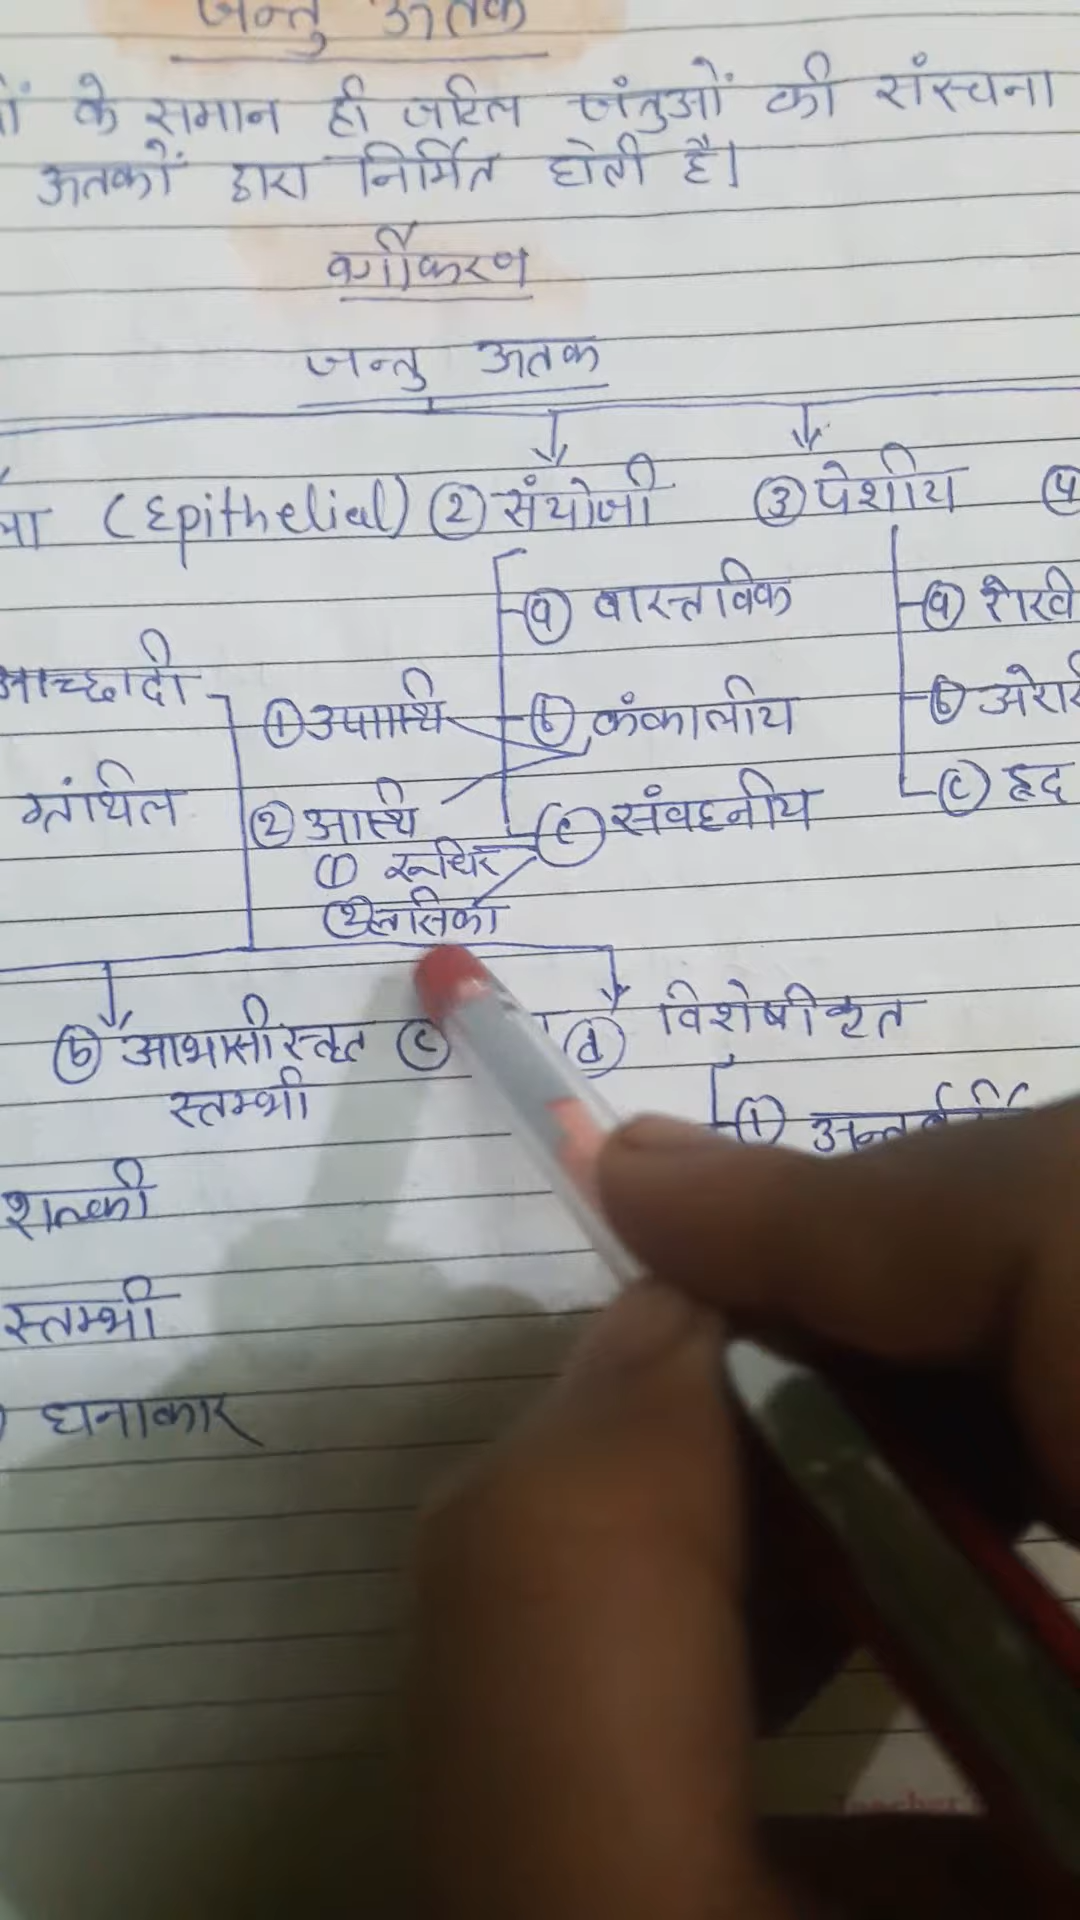 जन्तु ऊतक
के समान ही जटिल जंतुओं की संरचना
ऊतकों द्वारा निर्मित होती है।
वर्गीकरण
जन्तु ऊतक
(Epithelial) ② संयोजी ③ पेशीय
ⓐ वास्तविक ⓐ
आच्छादी ① उपास्थि ⓑ कंकालीय ⓑ
ग्रंथिल ② अस्थि ⓒ संवहनीय ⓒ हृद
① रूधिर
② लसिका
ⓑ आभासी स्तृत ⓒ ⓓ विशेषीकृत
स्तम्भी ①
शल्की
स्तम्भी
घनाकार